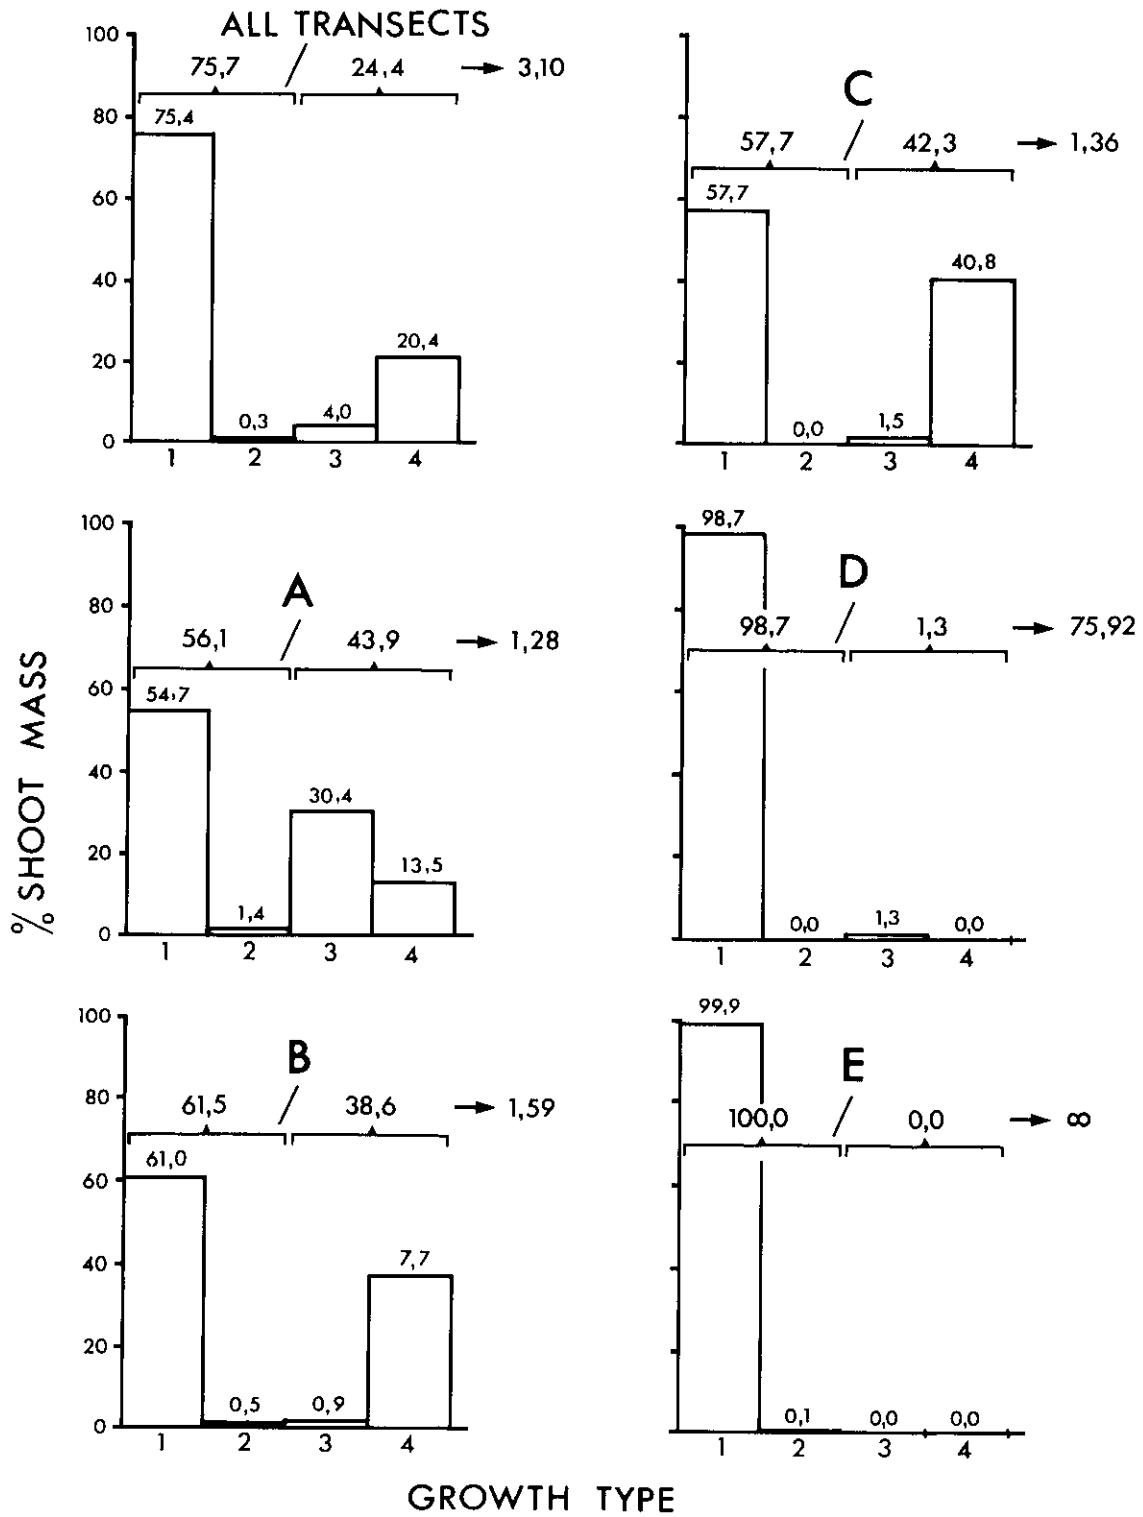 ALL TRANSECTS
75,7 24,4 → 3,10
100
80
60
40
20
0
75,4
0,3
4,0
20,4
1 2 3 4
C
57,7 42,3 → 1,36
57,7
0,0
1,5
40,8
1 2 3 4
A
56,1 43,9 → 1,28
100
80
60
40
20
0
54,7
1,4
30,4
13,5
1 2 3 4
D
98,7
98,7 1,3 → 75,92
0,0
1,3
0,0
1 2 3 4
B
61,5 38,6 → 1,59
100
80
60
40
20
0
61,0
0,5
0,9
7,7
1 2 3 4
E
99,9
100,0 0,0 → ∞
0,1
0,0
0,0
1 2 3 4
% SHOOT MASS
GROWTH TYPE